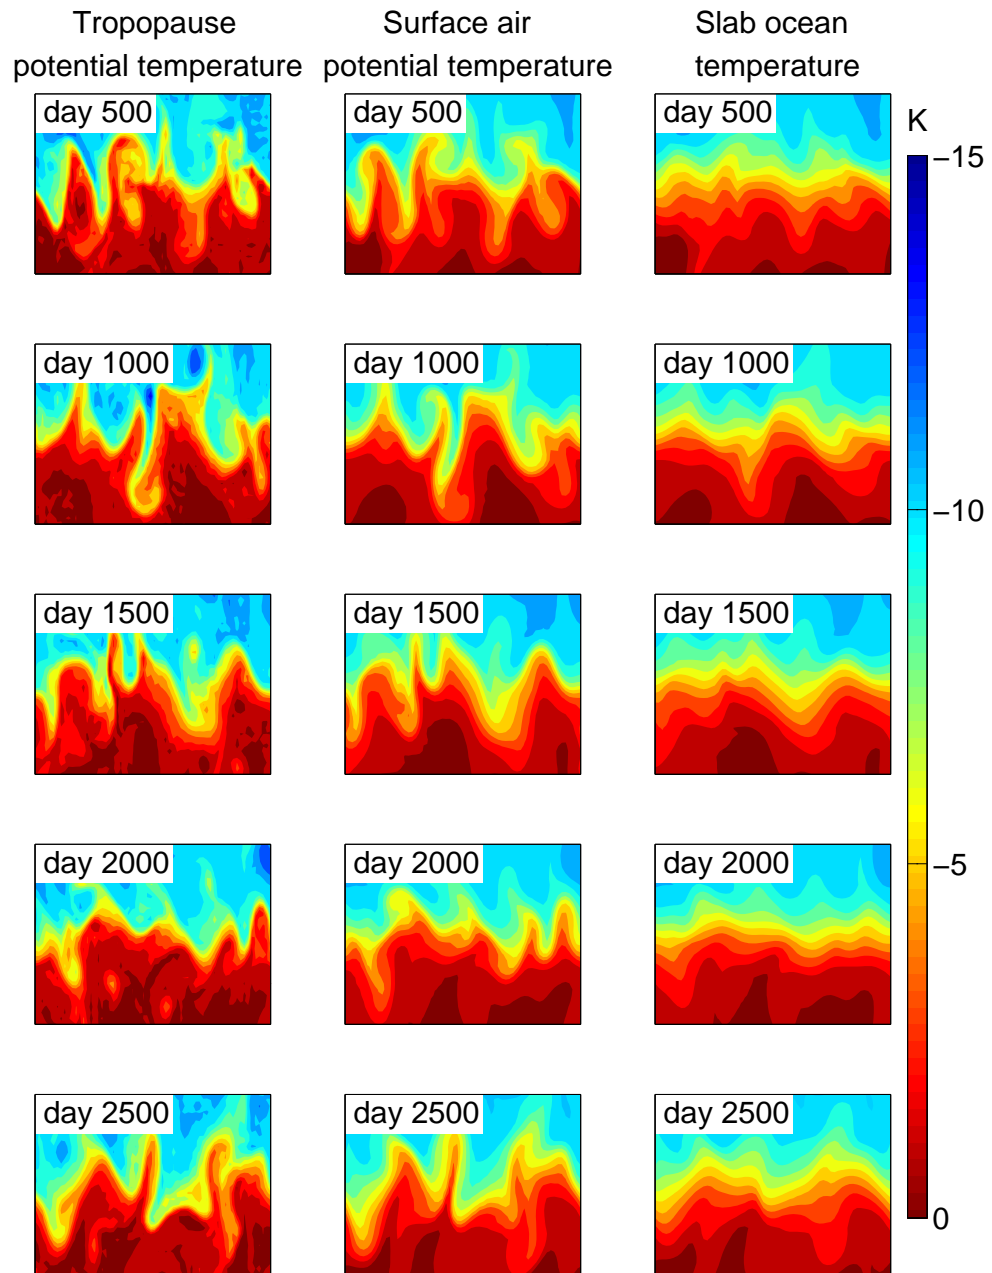 Tropopause
potential temperature
Surface air
potential temperature
Slab ocean
temperature
day 500
day 500
day 500
K
−15
day 1000
day 1000
day 1000
−10
day 1500
day 1500
day 1500
day 2000
day 2000
day 2000
−5
day 2500
day 2500
day 2500
0